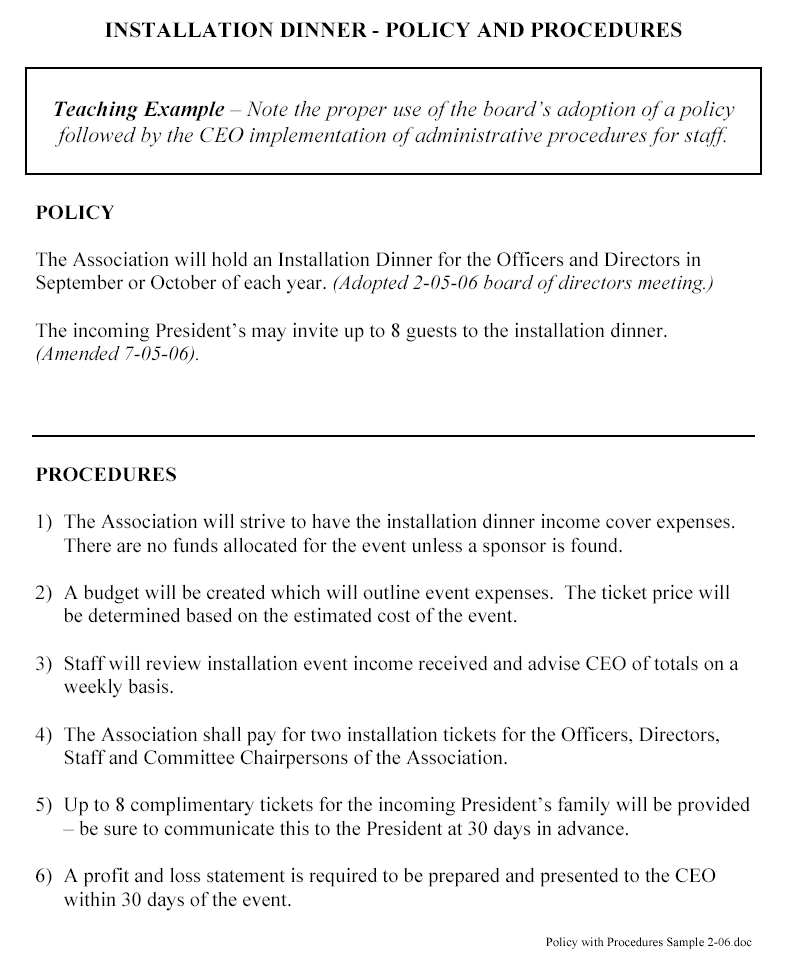 INSTALLATION DINNER - POLICY AND PROCEDURES
Teaching Example – Note the proper use of the board's adoption of a policy
followed by the CEO implementation of administrative procedures for staff.
POLICY
The Association will hold an Installation Dinner for the Officers and Directors in
September or October of each year. (Adopted 2-05-06 board of directors meeting.)
The incoming President's may invite up to 8 guests to the installation dinner.
(Amended 7-05-06).
PROCEDURES
1) The Association will strive to have the installation dinner income cover expenses.
There are no funds allocated for the event unless a sponsor is found.
2) A budget will be created which will outline event expenses. The ticket price will
be determined based on the estimated cost of the event.
3) Staff will review installation event income received and advise CEO of totals on a
weekly basis.
4) The Association shall pay for two installation tickets for the Officers, Directors,
Staff and Committee Chairpersons of the Association.
5) Up to 8 complimentary tickets for the incoming President's family will be provided
– be sure to communicate this to the President at 30 days in advance.
6) A profit and loss statement is required to be prepared and presented to the CEO
within 30 days of the event.
Policy with Procedures Sample 2-06.doc